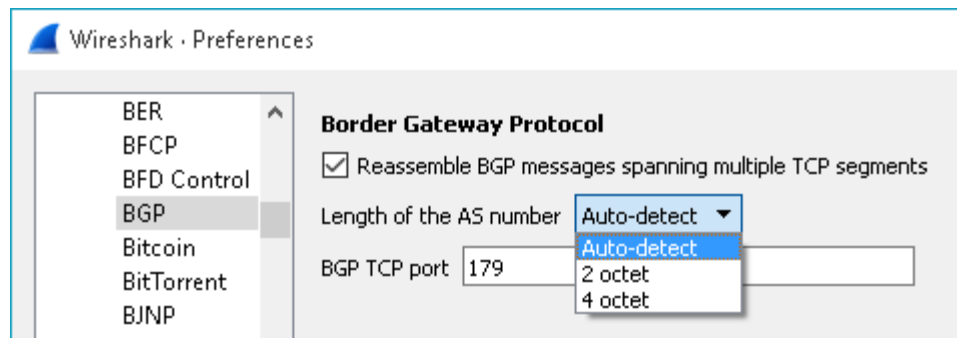 Wireshark · Preferences
BER
BFCP
BFD Control
BGP
Bitcoin
BitTorrent
BJNP
Border Gateway Protocol
Reassemble BGP messages spanning multiple TCP segments
Length of the AS number Auto-detect
Auto-detect
2 octet
4 octet
BGP TCP port 179